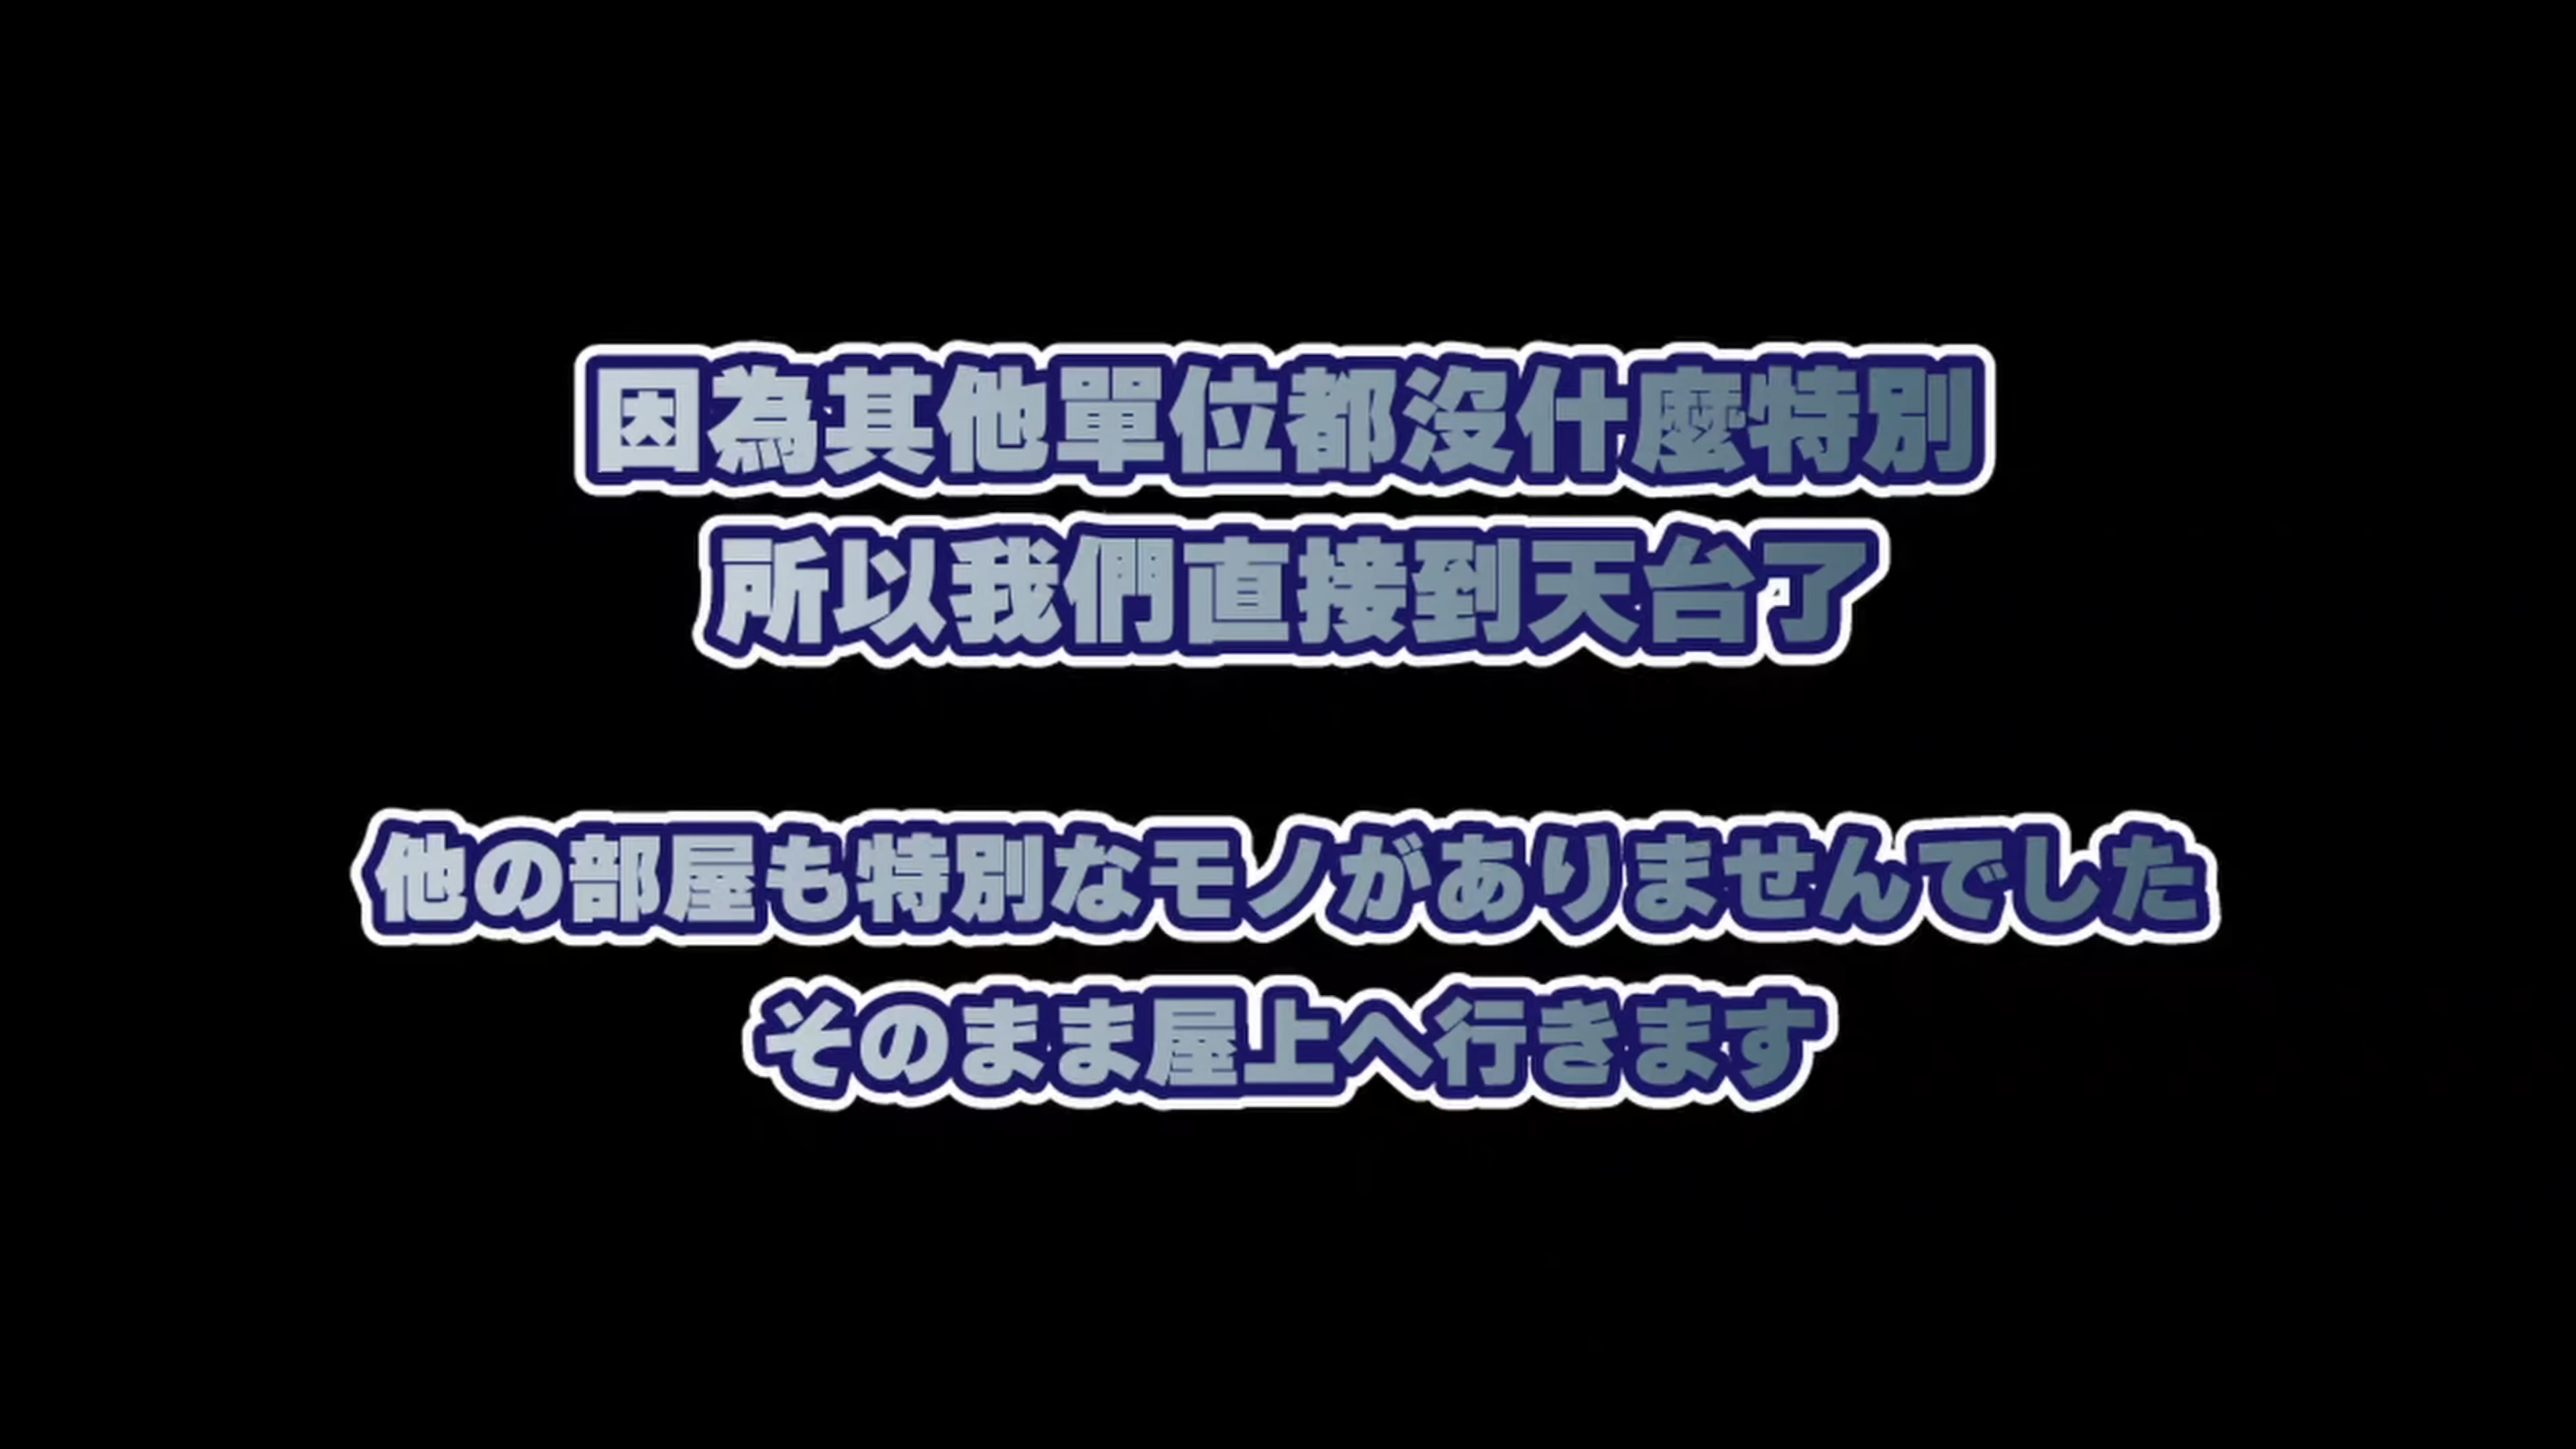 因為其他單位都沒什麼特別
所以我們直接到天台了
他の部屋も特別なモノがありませんでした
そのまま屋上へ行きます